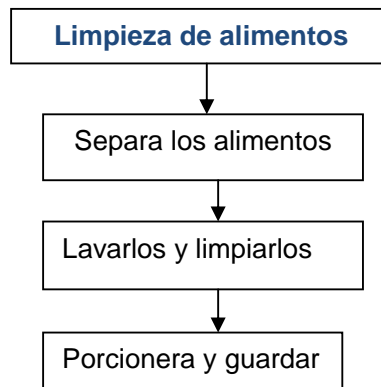 Limpieza de alimentos
Separa los alimentos
Lavarlos y limpiarlos
Porcionera y guardar